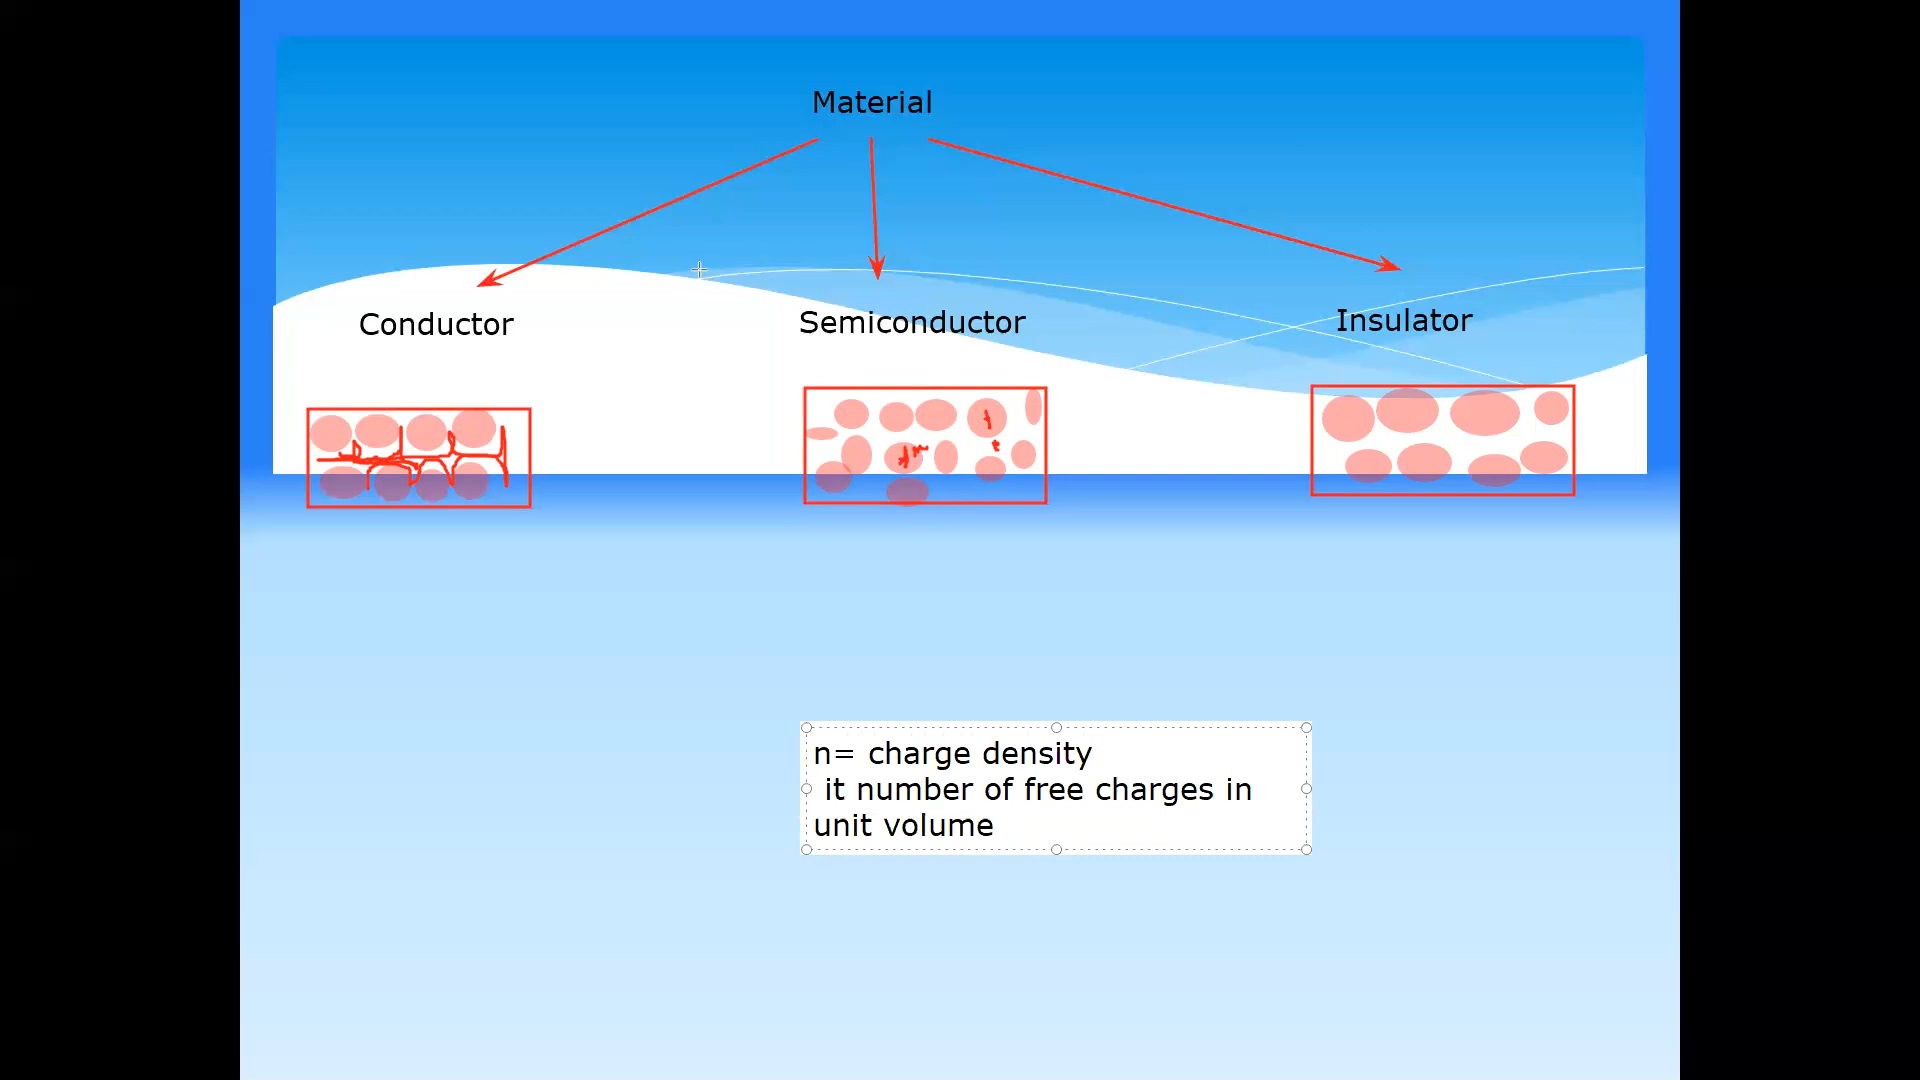 Material
Conductor
Semiconductor
Insulator
n= charge density
it number of free charges in
unit volume